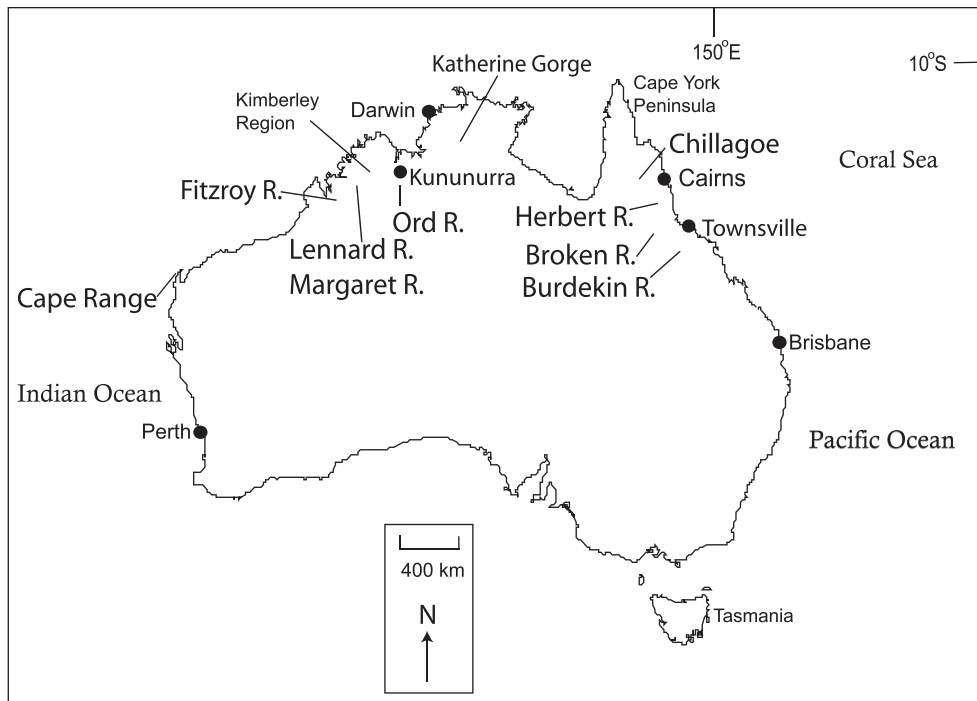 150°E
10°S
Katherine Gorge
Cape York
Peninsula
Kimberley
Region
Darwin
Chillagoe
Coral Sea
Kununurra
Cairns
Fitzroy R.
Ord R.
Herbert R.
Townsville
Lennard R.
Broken R.
Margaret R.
Burdekin R.
Cape Range
Brisbane
Indian Ocean
Perth
Pacific Ocean
400 km
N
Tasmania